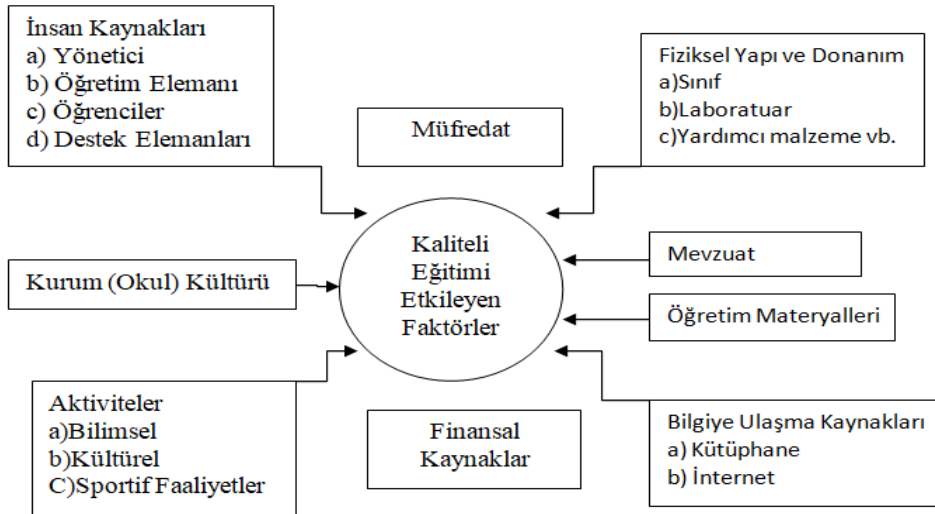 İnsan Kaynakları
a) Yönetici
b) Öğretim Elemanı
c) Öğrenciler
d) Destek Elemanları
Müfredat
Fiziksel Yapı ve Donanım
a)Sınıf
b)Laboratuar
c)Yardımcı malzeme vb.
Kurum (Okul) Kültürü
Kaliteli
Eğitimi
Etkileyen
Faktörler
Mevzuat
Öğretim Materyalleri
Aktiviteler
a)Bilimsel
b)Kültürel
C)Sportif Faaliyetler
Finansal
Kaynaklar
Bilgiye Ulaşma Kaynakları
a) Kütüphane
b) İnternet